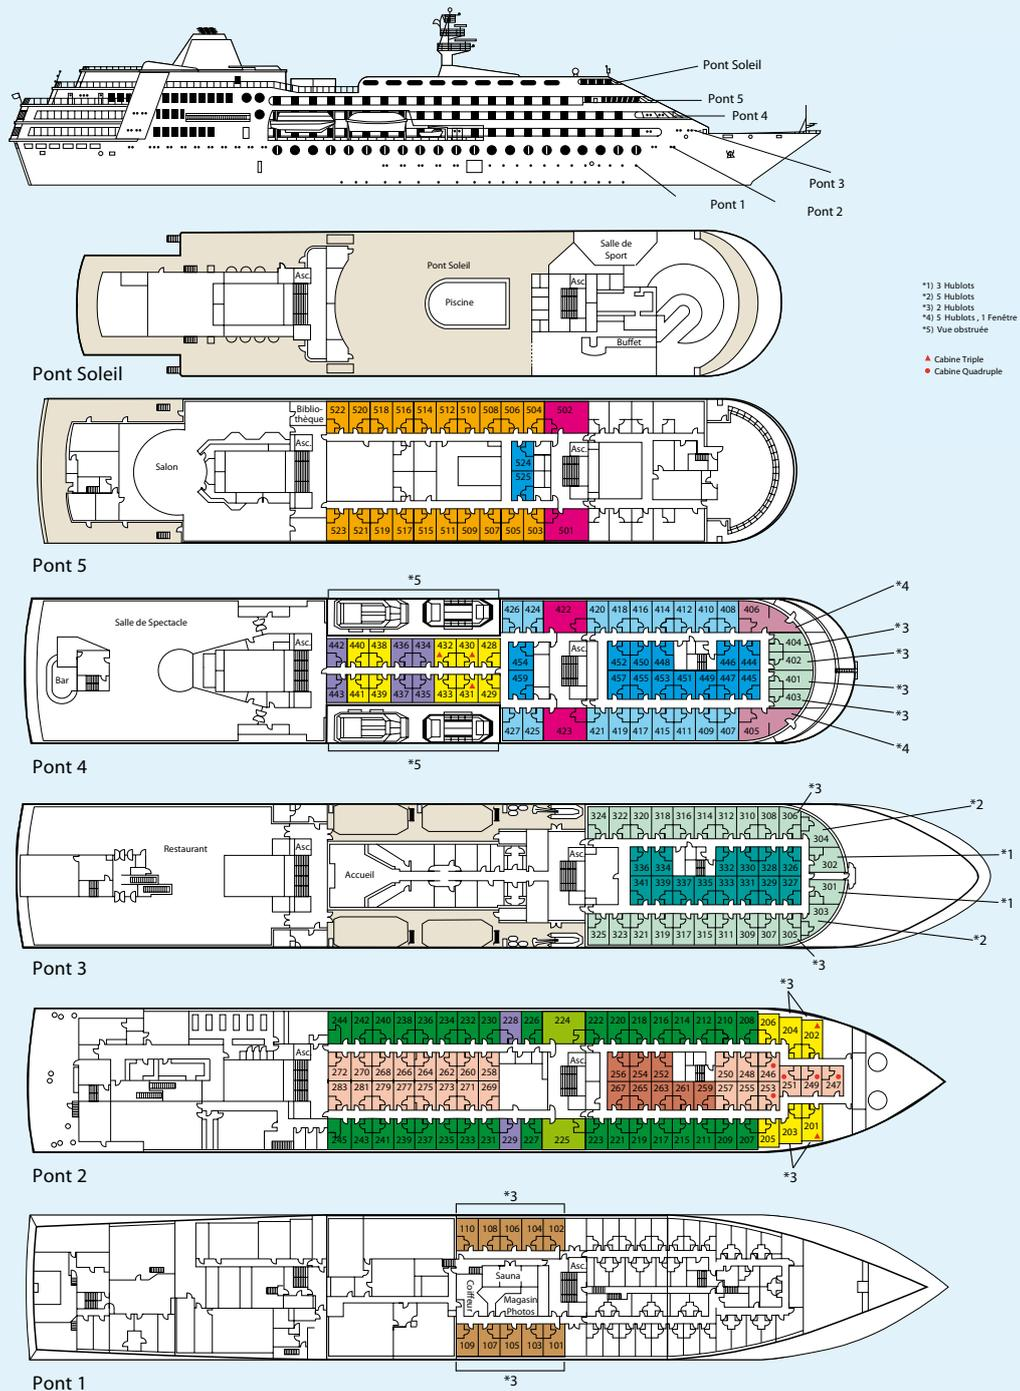 Pont Soleil
Pont 5
Pont 4
Pont 3
Pont 2
Pont 1
*1) 3 Hublots
*2) 5 Hublots
*3) 2 Hublots
*4) 5 Hublots , 1 Fenêtre
*5) Vue obstruée
Cabine Triple
Cabine Quadruple
Salle de
Sport
Pont Soleil
Asc.
Asc.
Piscine
Buffet
Pont Soleil
Biblio-
thèque
522 520 518 516 514 512 510 508 506 504 502
Asc.
Asc.
Salon
524
525
523 521 519 517 515 511 509 507 505 503 501
Pont 5
*5
*4
Salle de Spectacle
426 424 422 420 418 416 414 412 410 408 406
*3
Asc.
442 440 438 436 434 432 430 428
Asc.
404
*3
454
452 450 448
446 444
402
Bar
459
457 455 453 451 449 447 445
401
*3
443 441 439 437 435 433 431 429
403
*3
427 425 423 421 419 417 415 411 409 407 405
*4
Pont 4
*5
*3
*2
324 322 320 318 316 314 312 310 308 306
304
Restaurant
Asc.
Asc.
*1
336 334
332 330 328 326
302
Accueil
341 339 337 335 333 331 329 327
301
*1
303
325 323 321 319 317 315 311 309 307 305
*2
Pont 3
*3
*3
244 242 240 238 236 234 232 230 228 226 224 222 220 218 216 214 212 210 208 206 204 202
Asc.
Asc.
272 270 268 266 264 262 260 258
256 254 252
250 248 246
283 281 279 277 275 273 271 269
267 265 263 261 259 257 255 253 251 249 247
245 243 241 239 237 235 233 231 229 227 225 223 221 219 217 215 211 209 207 205 203 201
Pont 2
*3
*3
110 108 106 104 102
Asc.
Sauna
Coiffeur
Magasin
Photos
109 107 105 103 101
Pont 1
*3